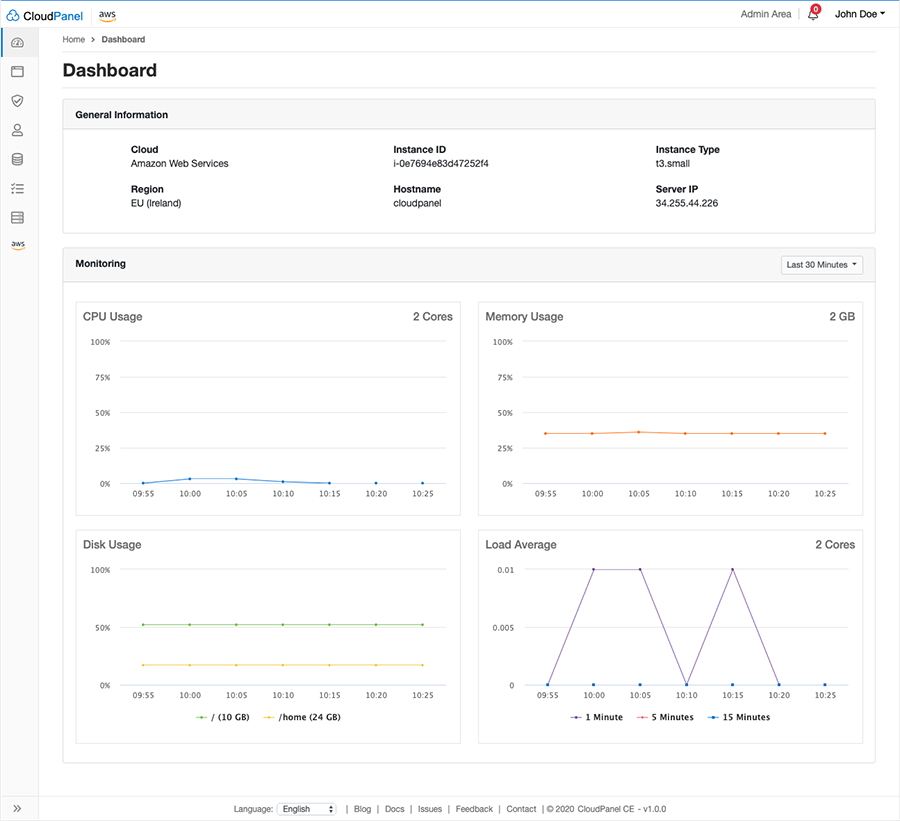 CloudPanel aws Admin Area 0 John Doe
Home > Dashboard
Dashboard
General Information
Cloud Instance ID Instance Type
Amazon Web Services i-0e7694e83d47252f4 t3.small
Region Hostname Server IP
EU (Ireland) cloudpanel 34.255.44.226
aws
Monitoring Last 30 Minutes
CPU Usage 2 Cores
100%
75%
50%
25%
0%
09:55 10:00 10:05 10:10 10:15 10:20 10:25
Memory Usage 2 GB
100%
75%
50%
25%
0%
09:55 10:00 10:05 10:10 10:15 10:20 10:25
Disk Usage
100%
50%
0%
09:55 10:00 10:05 10:10 10:15 10:20 10:25
/ (10 GB) /home (24 GB)
Load Average 2 Cores
0.01
0.005
0
09:55 10:00 10:05 10:10 10:15 10:20 10:25
1 Minute 5 Minutes 15 Minutes
Language: English | Blog | Docs | Issues | Feedback | Contact | © 2020 CloudPanel CE - v1.0.0